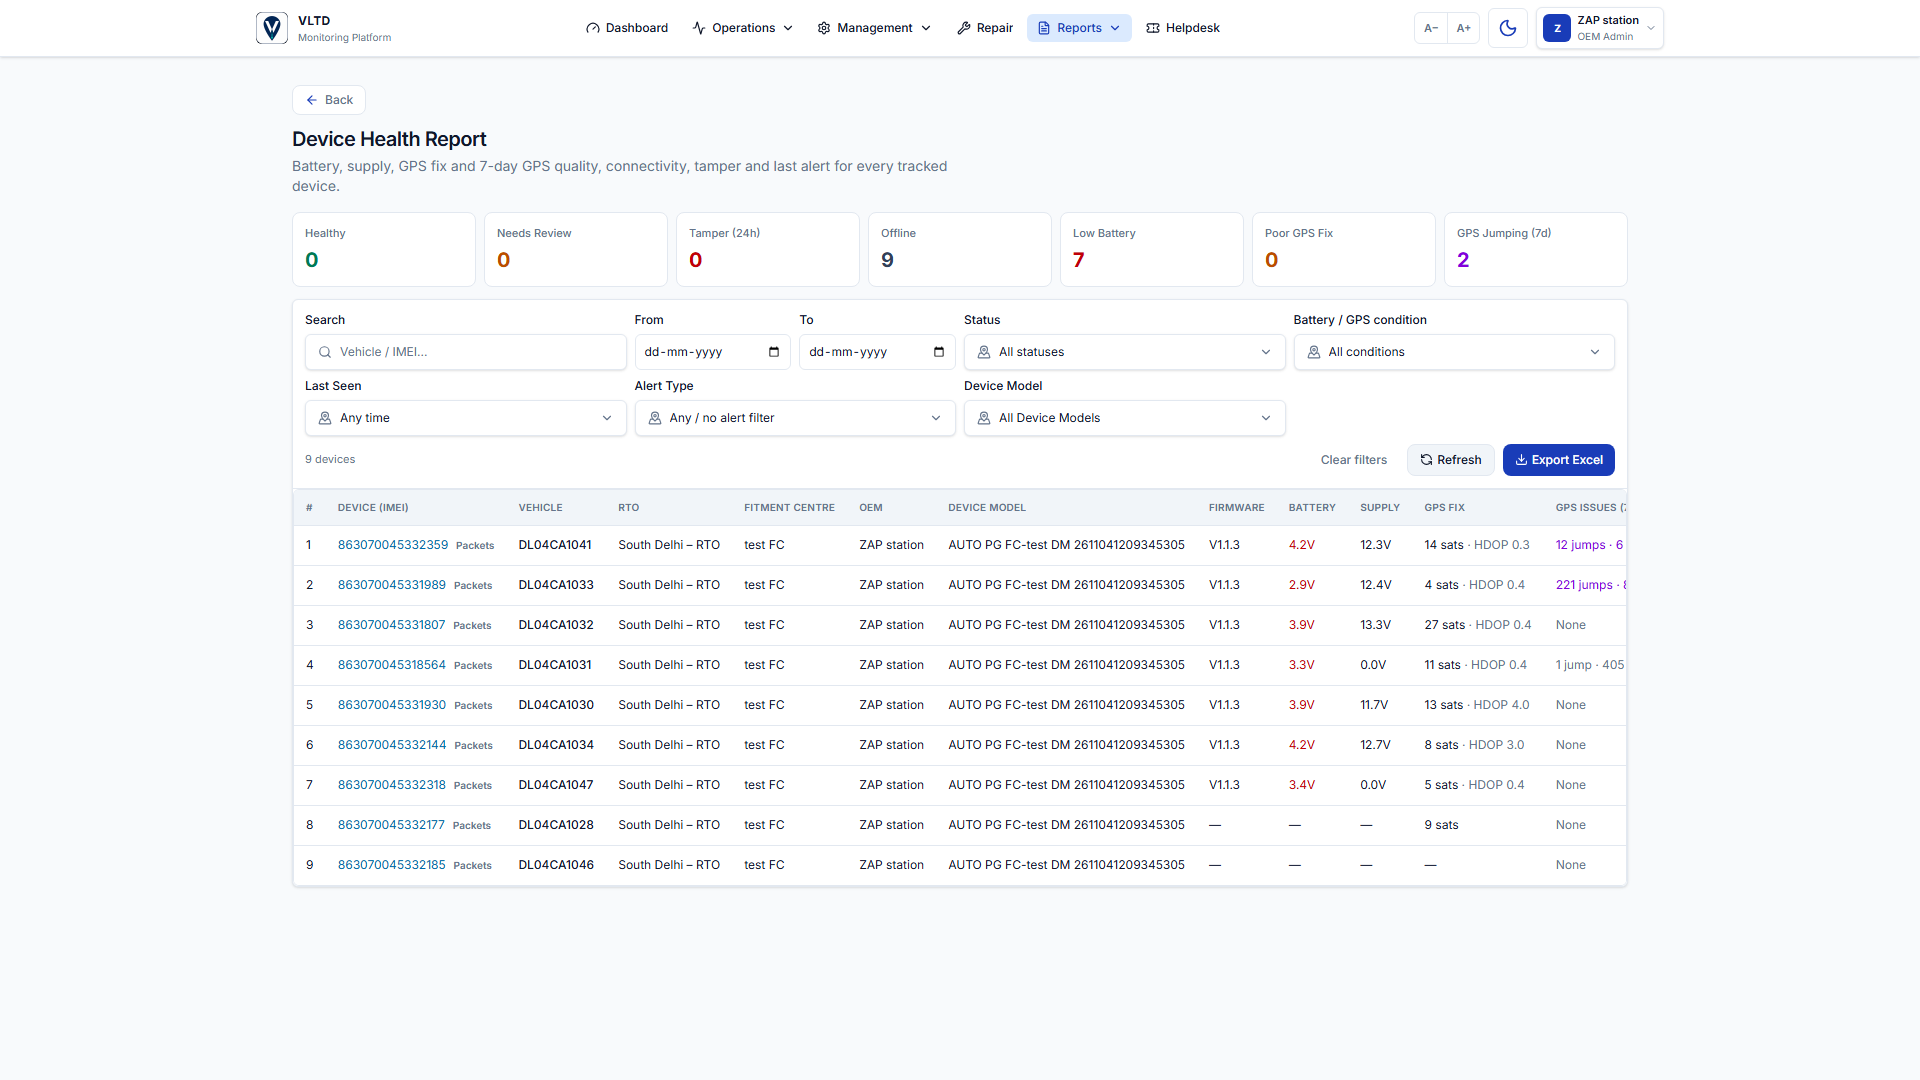 VLTD
Monitoring Platform
Dashboard
Operations
Management
Repair
Reports
Helpdesk
A−
A+
Z
ZAP station
OEM Admin
Back
Device Health Report
Battery, supply, GPS fix and 7-day GPS quality, connectivity, tamper and last alert for every tracked
device.
Healthy
0
Needs Review
0
Tamper (24h)
0
Offline
9
Low Battery
7
Poor GPS Fix
0
GPS Jumping (7d)
2
Search
Vehicle / IMEI...
From
dd-mm-yyyy
To
dd-mm-yyyy
Status
All statuses
Battery / GPS condition
All conditions
Last Seen
Any time
Alert Type
Any / no alert filter
Device Model
All Device Models
9 devices
Clear filters
Refresh
Export Excel
# DEVICE (IMEI) VEHICLE RTO FITMENT CENTRE OEM DEVICE MODEL FIRMWARE BATTERY SUPPLY GPS FIX GPS ISSUES
1 863070045332359 Packets DL04CA1041 South Delhi – RTO test FC ZAP station AUTO PG FC-test DM 2611041209345305 V1.1.3 4.2V 12.3V 14 sats · HDOP 0.3 12 jumps · 6
2 863070045331989 Packets DL04CA1033 South Delhi – RTO test FC ZAP station AUTO PG FC-test DM 2611041209345305 V1.1.3 2.9V 12.4V 4 sats · HDOP 0.4 221 jumps ·
3 863070045331807 Packets DL04CA1032 South Delhi – RTO test FC ZAP station AUTO PG FC-test DM 2611041209345305 V1.1.3 3.9V 13.3V 27 sats · HDOP 0.4 None
4 863070045318564 Packets DL04CA1031 South Delhi – RTO test FC ZAP station AUTO PG FC-test DM 2611041209345305 V1.1.3 3.3V 0.0V 11 sats · HDOP 0.4 1 jump · 405
5 863070045331930 Packets DL04CA1030 South Delhi – RTO test FC ZAP station AUTO PG FC-test DM 2611041209345305 V1.1.3 3.9V 11.7V 13 sats · HDOP 4.0 None
6 863070045332144 Packets DL04CA1034 South Delhi – RTO test FC ZAP station AUTO PG FC-test DM 2611041209345305 V1.1.3 4.2V 12.7V 8 sats · HDOP 3.0 None
7 863070045332318 Packets DL04CA1047 South Delhi – RTO test FC ZAP station AUTO PG FC-test DM 2611041209345305 V1.1.3 3.4V 0.0V 5 sats · HDOP 0.4 None
8 863070045332177 Packets DL04CA1028 South Delhi – RTO test FC ZAP station AUTO PG FC-test DM 2611041209345305 — — — 9 sats None
9 863070045332185 Packets DL04CA1046 South Delhi – RTO test FC ZAP station AUTO PG FC-test DM 2611041209345305 — — — — None